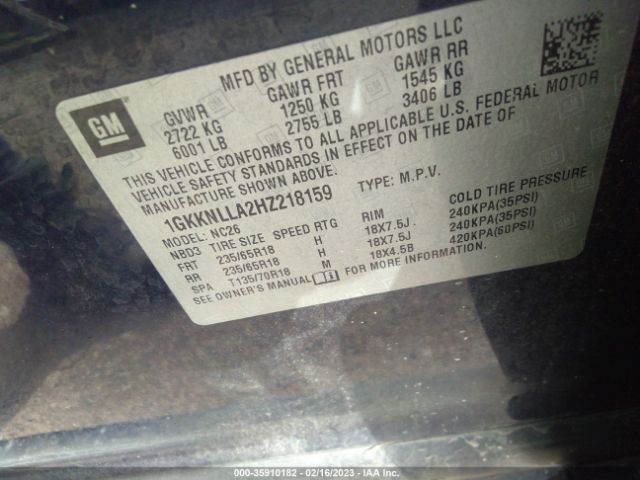 MFD BY GENERAL MOTORS LLC
GM
GVWR GAWR FRT GAWR RR
2722 KG 1250 KG 1545 KG
6001 LB 2755 LB 3406 LB
THIS VEHICLE CONFORMS TO ALL APPLICABLE U.S. FEDERAL MOTOR
VEHICLE SAFETY STANDARDS IN EFFECT ON THE DATE OF
MANUFACTURE SHOWN ABOVE.
1GKKNLLA2HZ218159 TYPE: M.P.V.
MODEL: NC26
NBD3 TIRE SIZE SPEED RTG RIM COLD TIRE PRESSURE
FRT 235/65R18 H 18X7.5J 240KPA(35PSI)
RR 235/65R18 H 18X7.5J 240KPA(35PSI)
SPA T135/70R18 M 18X4.5B 420KPA(60PSI)
SEE OWNER'S MANUAL
000-35910182 - 02/16/2023 - IAA Inc.